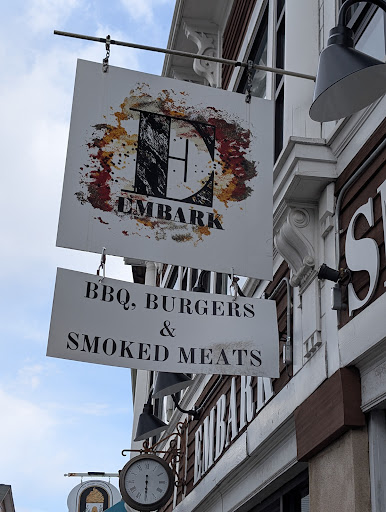 E
EMBARK
BBQ, BURGERS
&
SMOKED MEATS
EMBARK